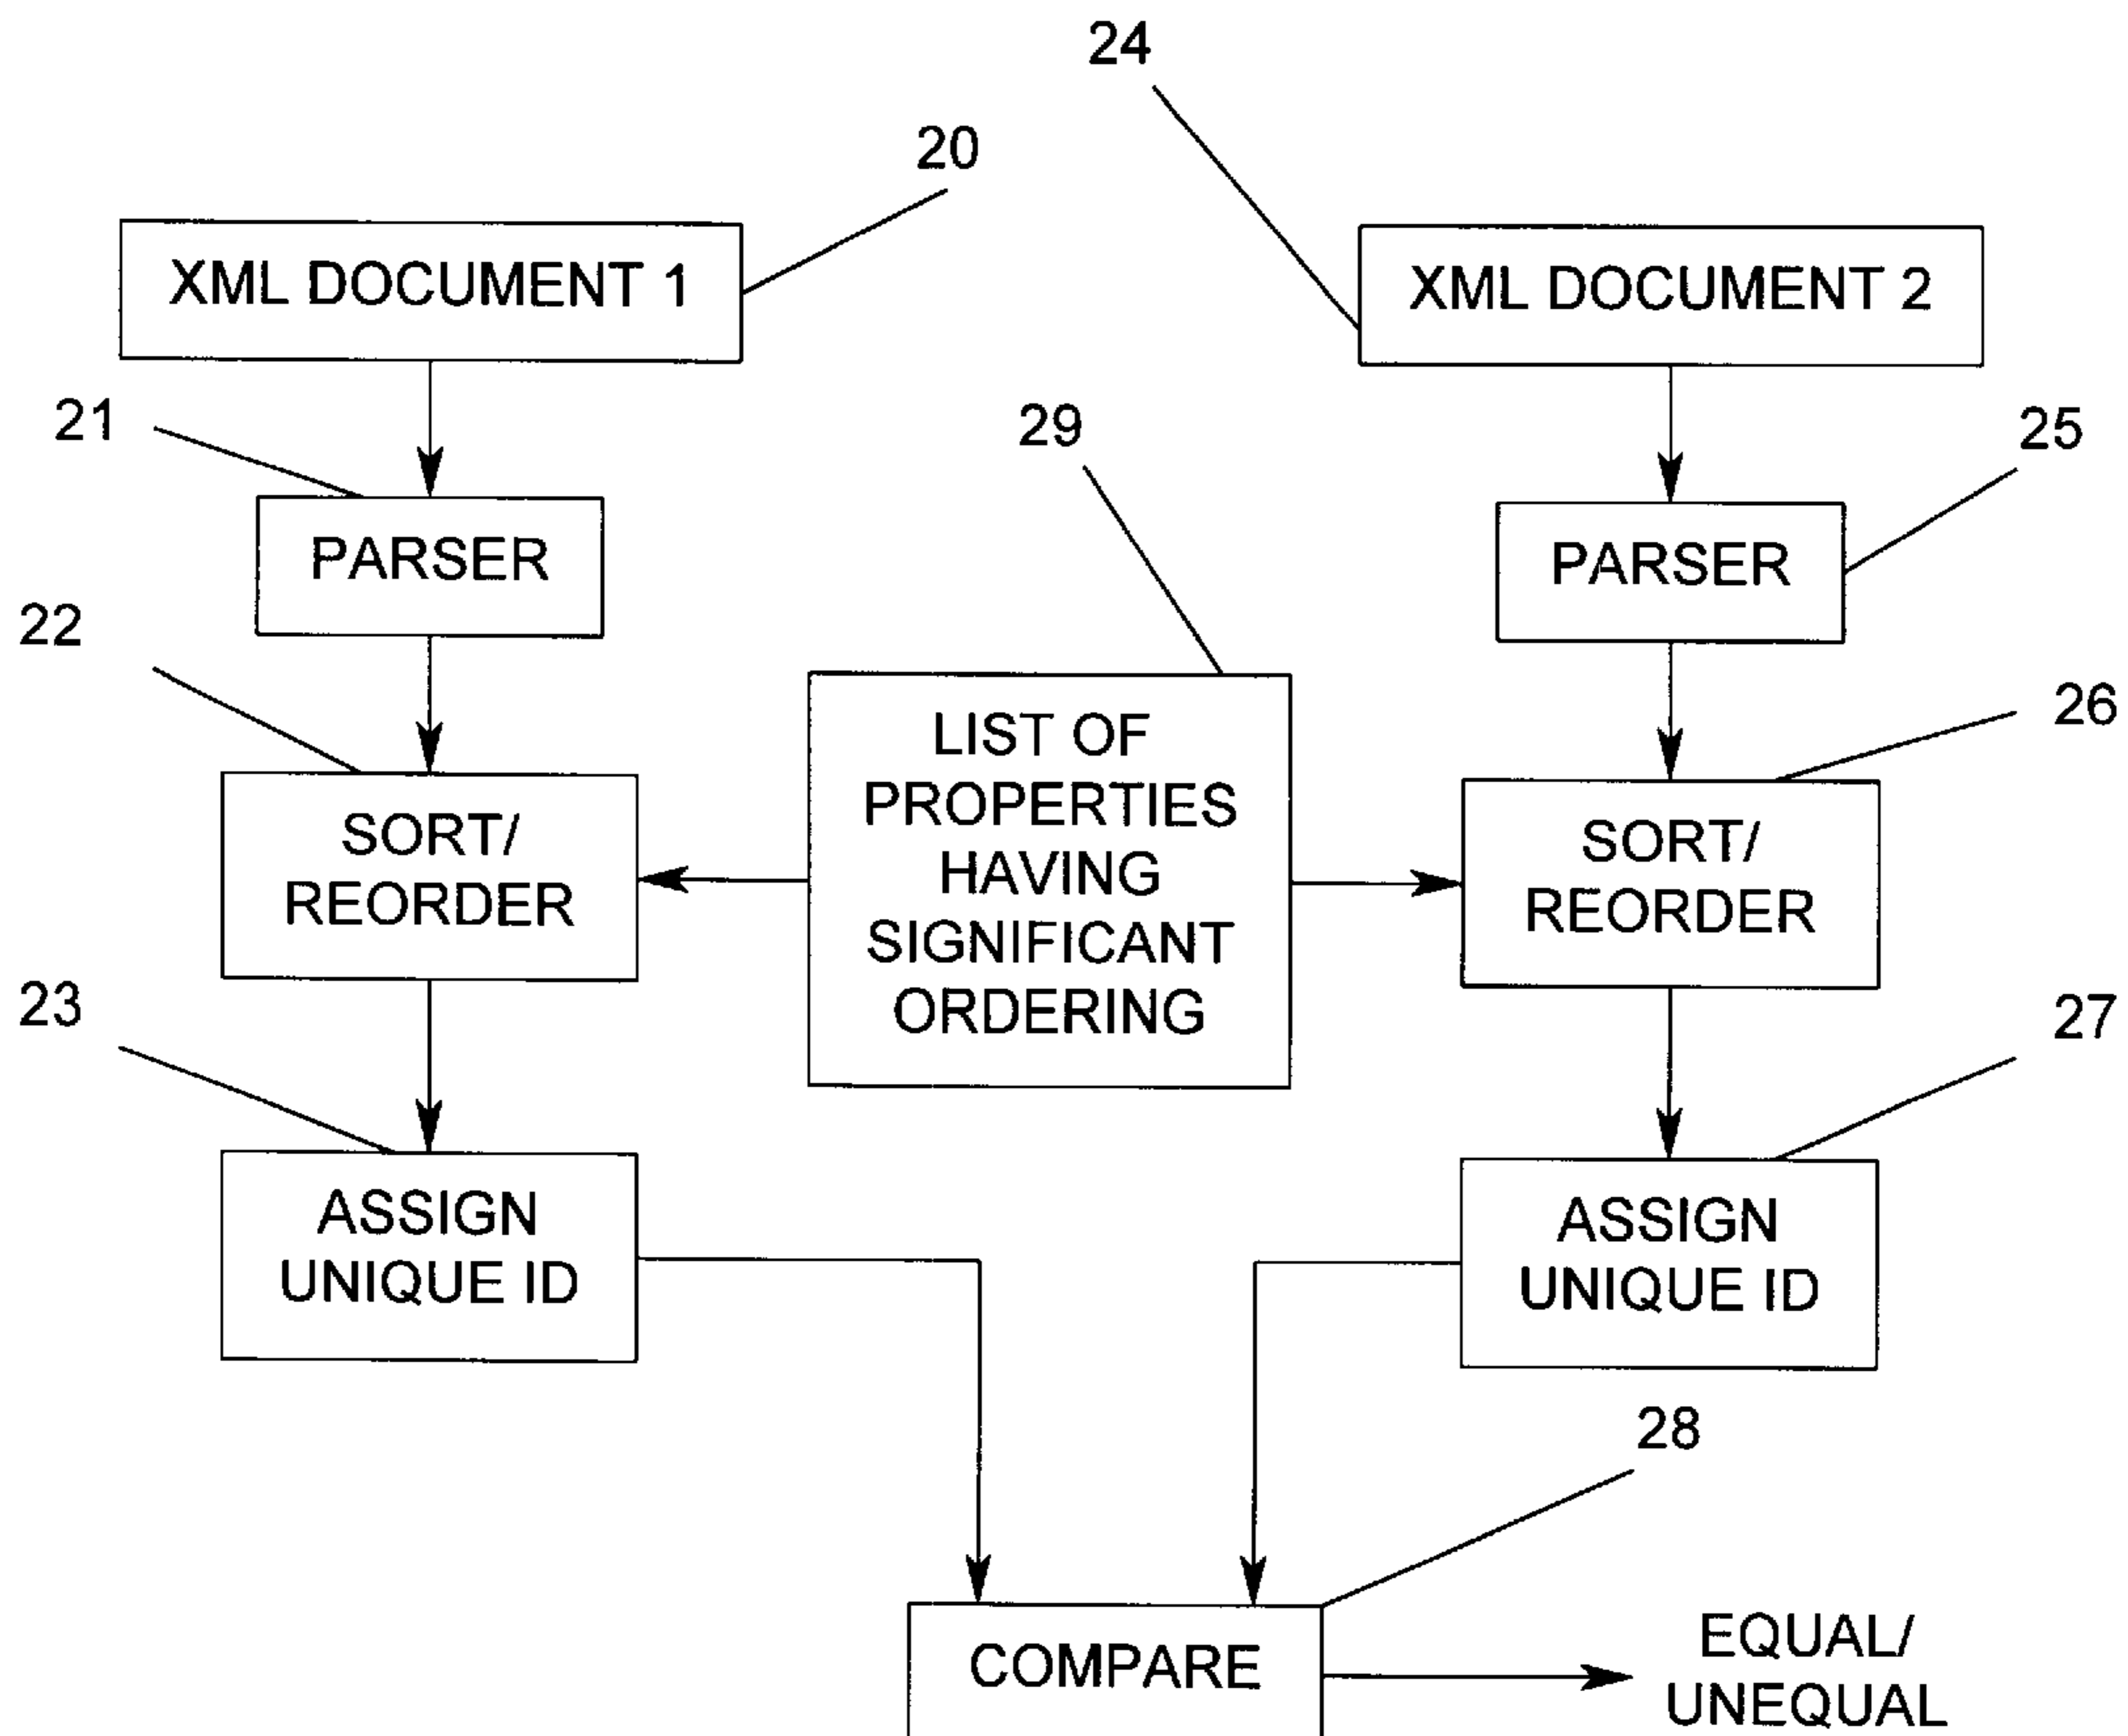 24
20
XML DOCUMENT 1
XML DOCUMENT 2
21
29
25
PARSER
PARSER
22
LIST OF
PROPERTIES
HAVING
SIGNIFICANT
ORDERING
26
SORT/
REORDER
SORT/
REORDER
23
27
ASSIGN
UNIQUE ID
ASSIGN
UNIQUE ID
28
COMPARE
EQUAL/
UNEQUAL